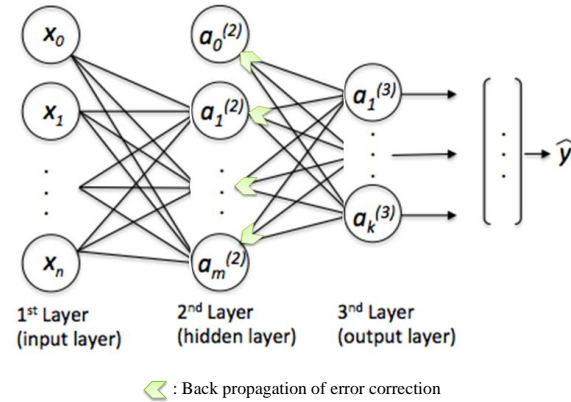 x₀ a₀⁽²⁾
a₁⁽³⁾
x₁ a₁⁽²⁾
ŷ
aₖ⁽³⁾
xₙ aₘ⁽²⁾
1ˢᵗ Layer
(input layer)
2ⁿᵈ Layer
(hidden layer)
3ʳᵈ Layer
(output layer)
: Back propagation of error correction